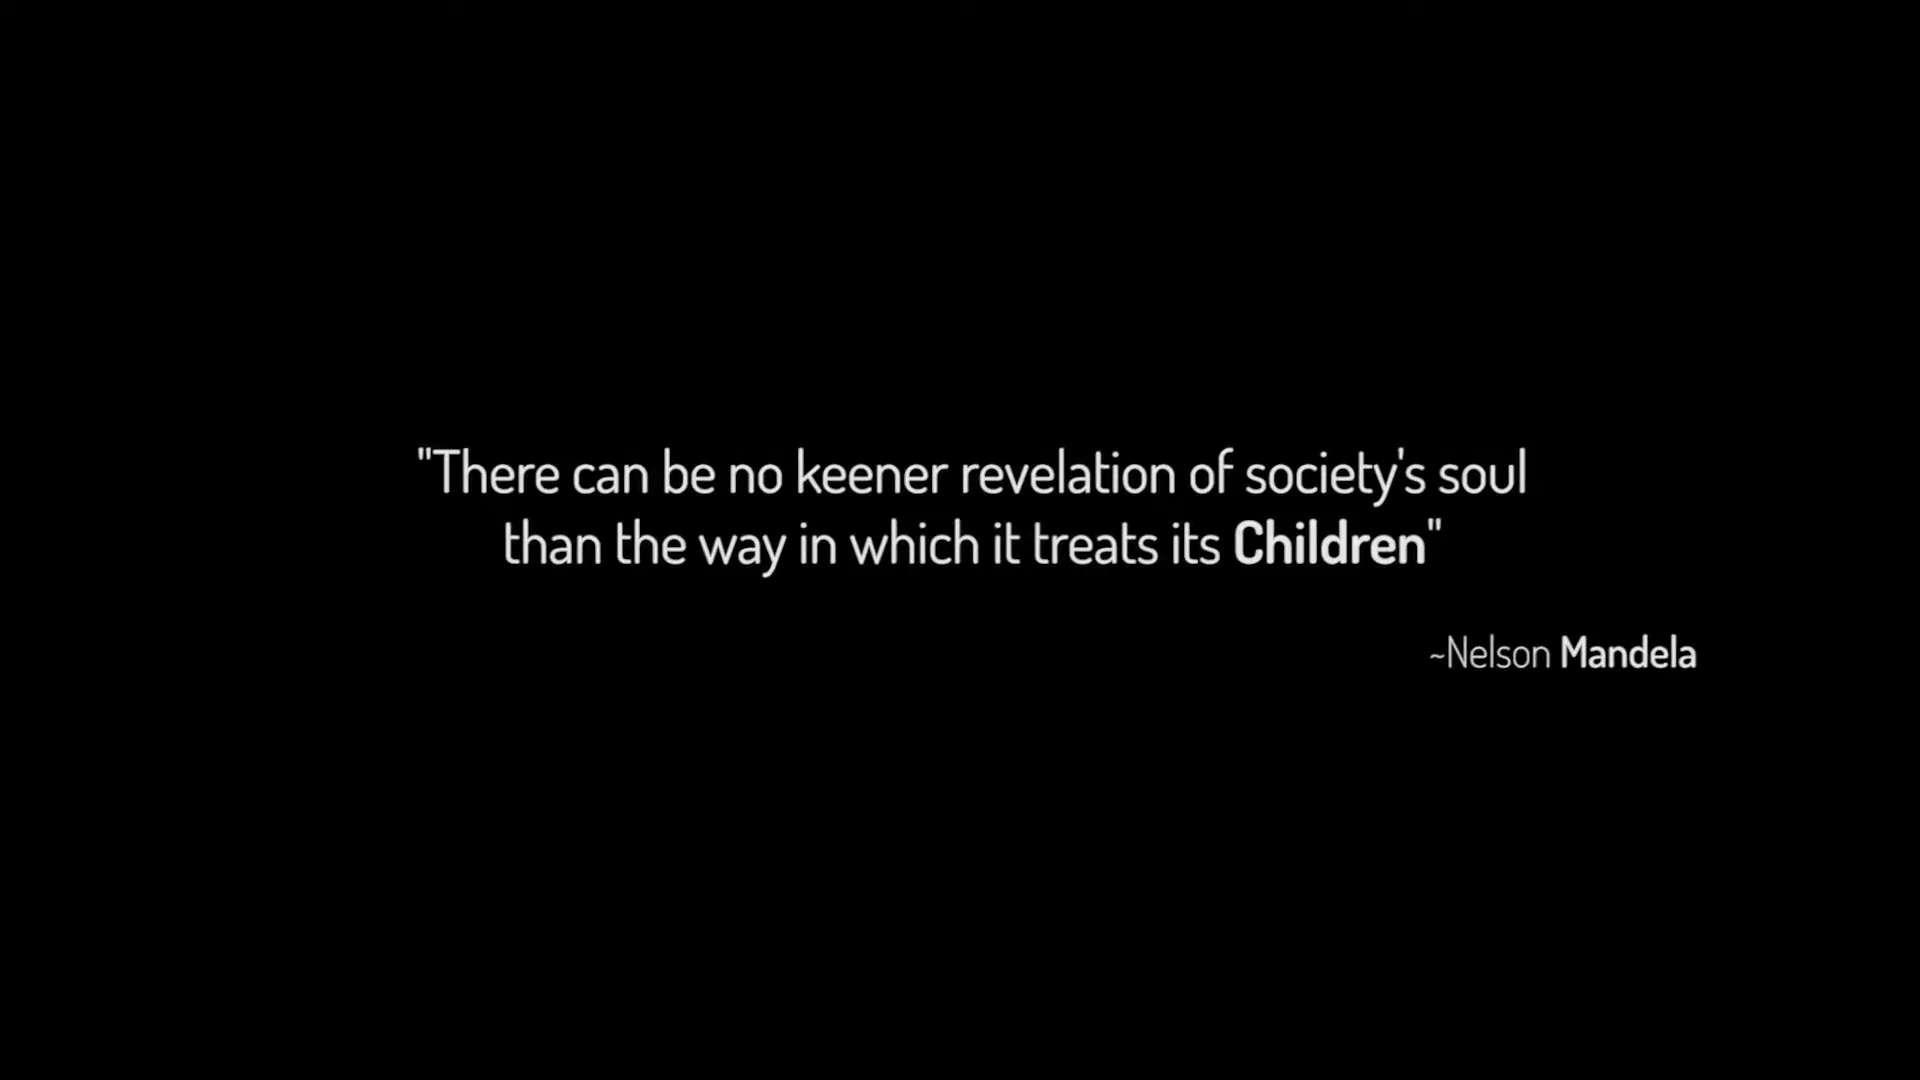 "There can be no keener revelation of society's soul
than the way in which it treats its Children"
~Nelson Mandela